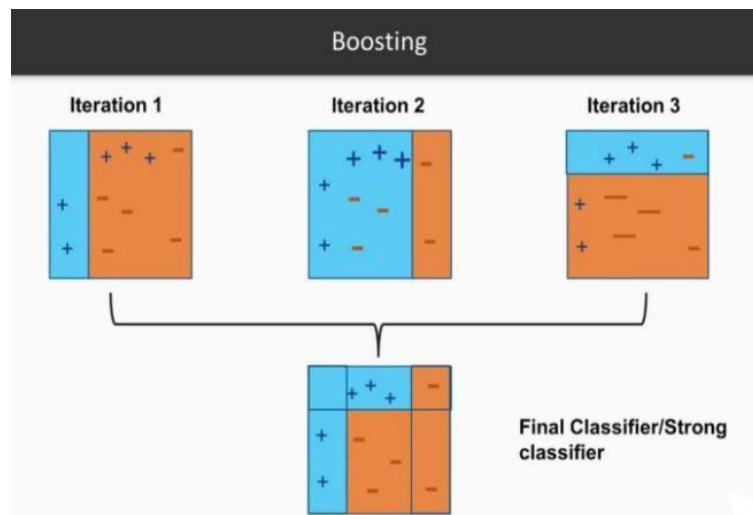 Boosting
Iteration 1
Iteration 2
Iteration 3
Final Classifier/Strong
classifier